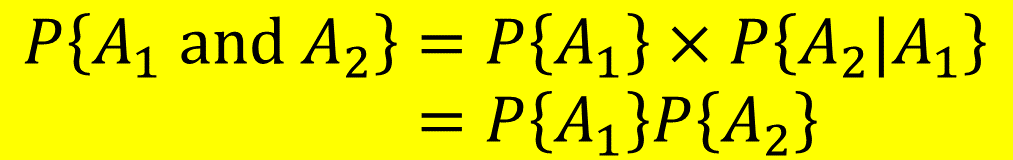 P{A₁ and A₂} = P{A₁} × P{A₂|A₁}
= P{A₁}P{A₂}